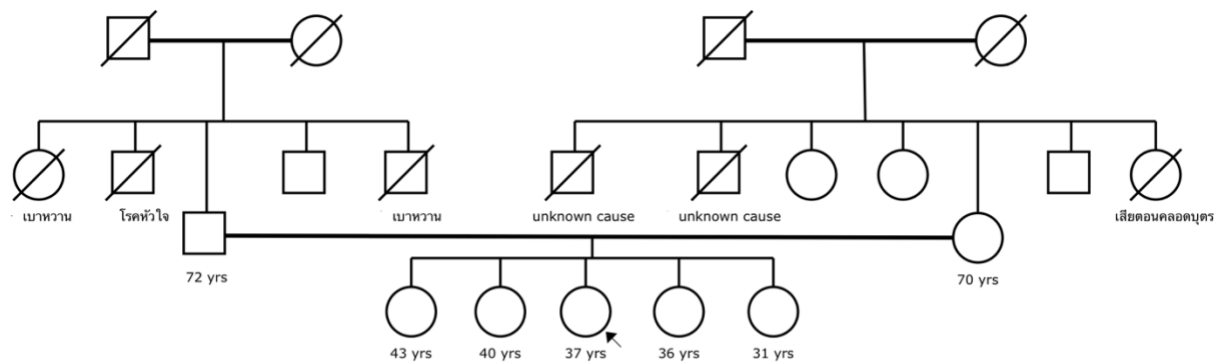 เบาหวาน
โรคหัวใจ
เบาหวาน
unknown cause
unknown cause
เสียตอนคลอดบุตร
72 yrs
70 yrs
43 yrs
40 yrs
37 yrs
36 yrs
31 yrs